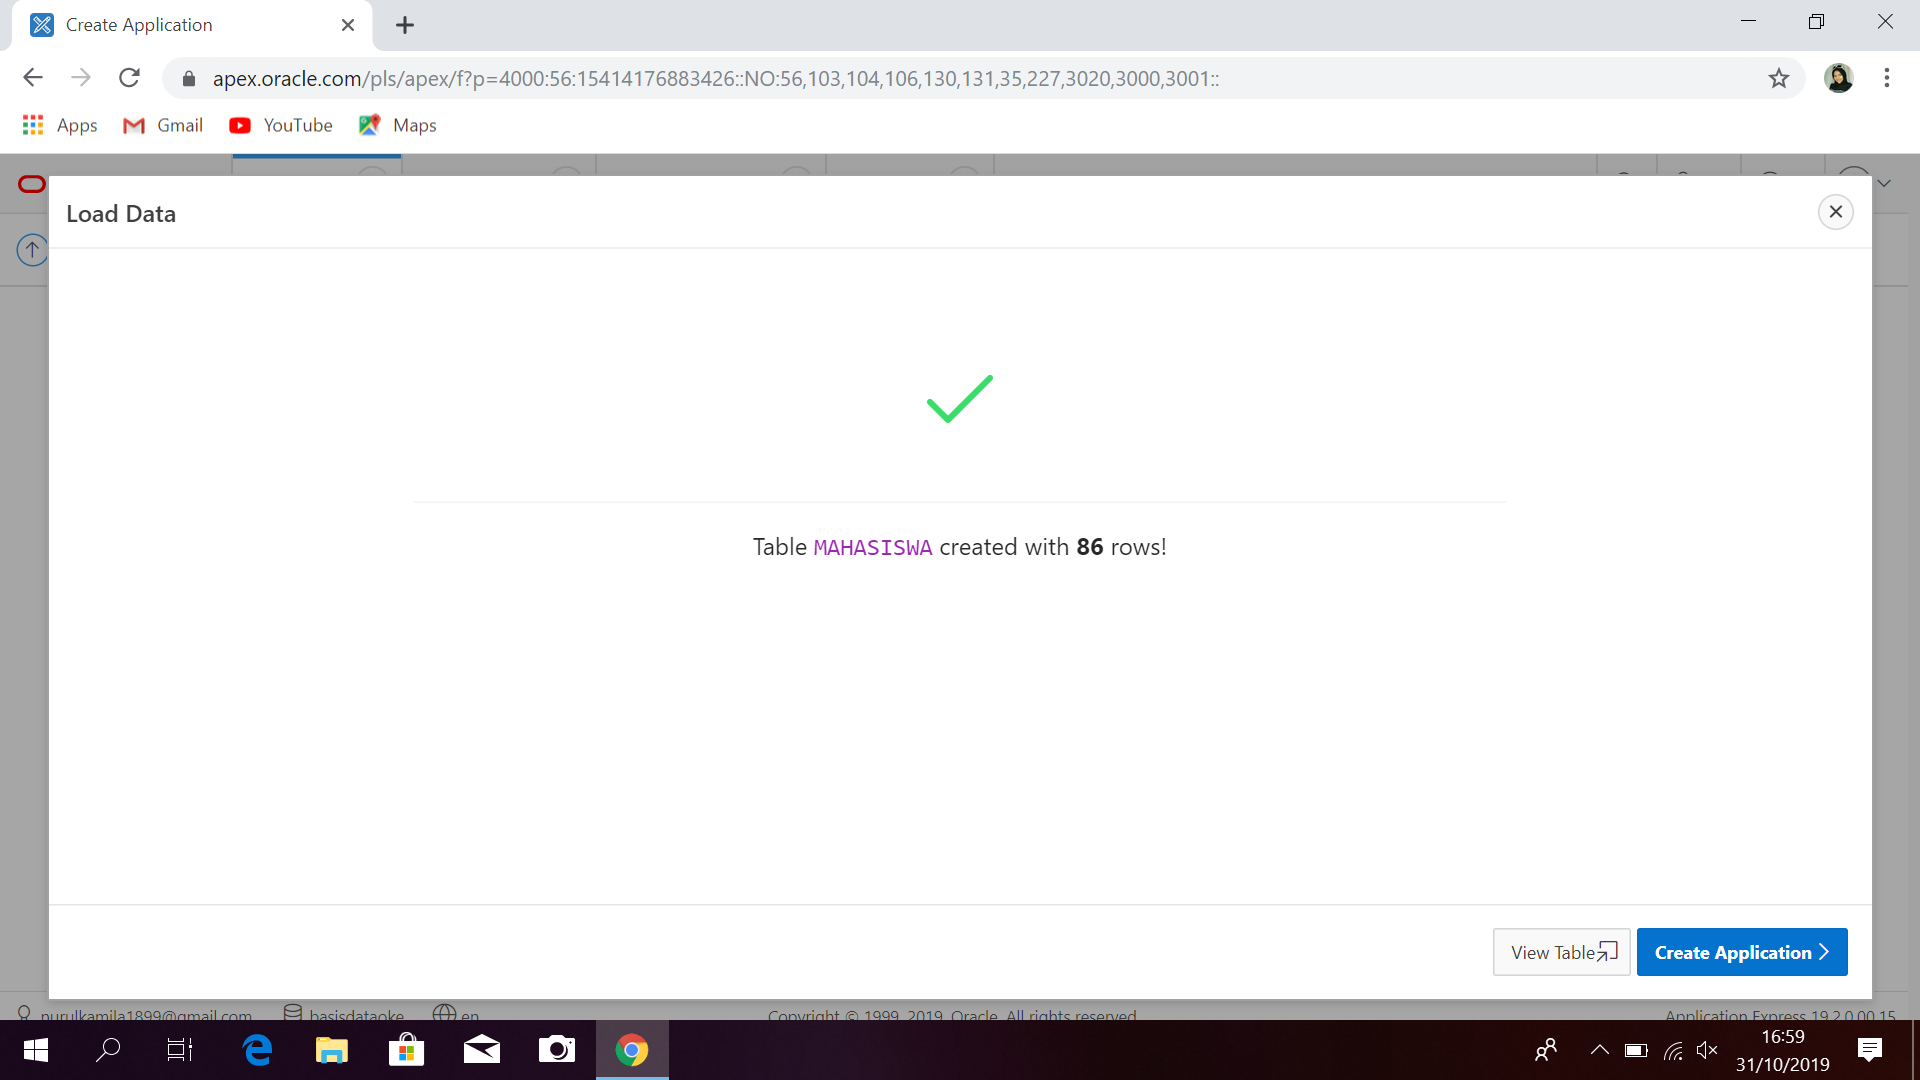 Create Application
apex.oracle.com/pls/apex/f?p=4000:56:15414176883426::NO:56,103,104,106,130,131,35,227,3020,3000,3001::
Apps Gmail YouTube Maps
Load Data
Table MAHASISWA created with 86 rows!
View Table Create Application
nurulkamila1899@gmail.com basisdataoke en Copyright © 1999, 2019, Oracle. All rights reserved. Application Express 19.2.0.00.15
16:59
31/10/2019